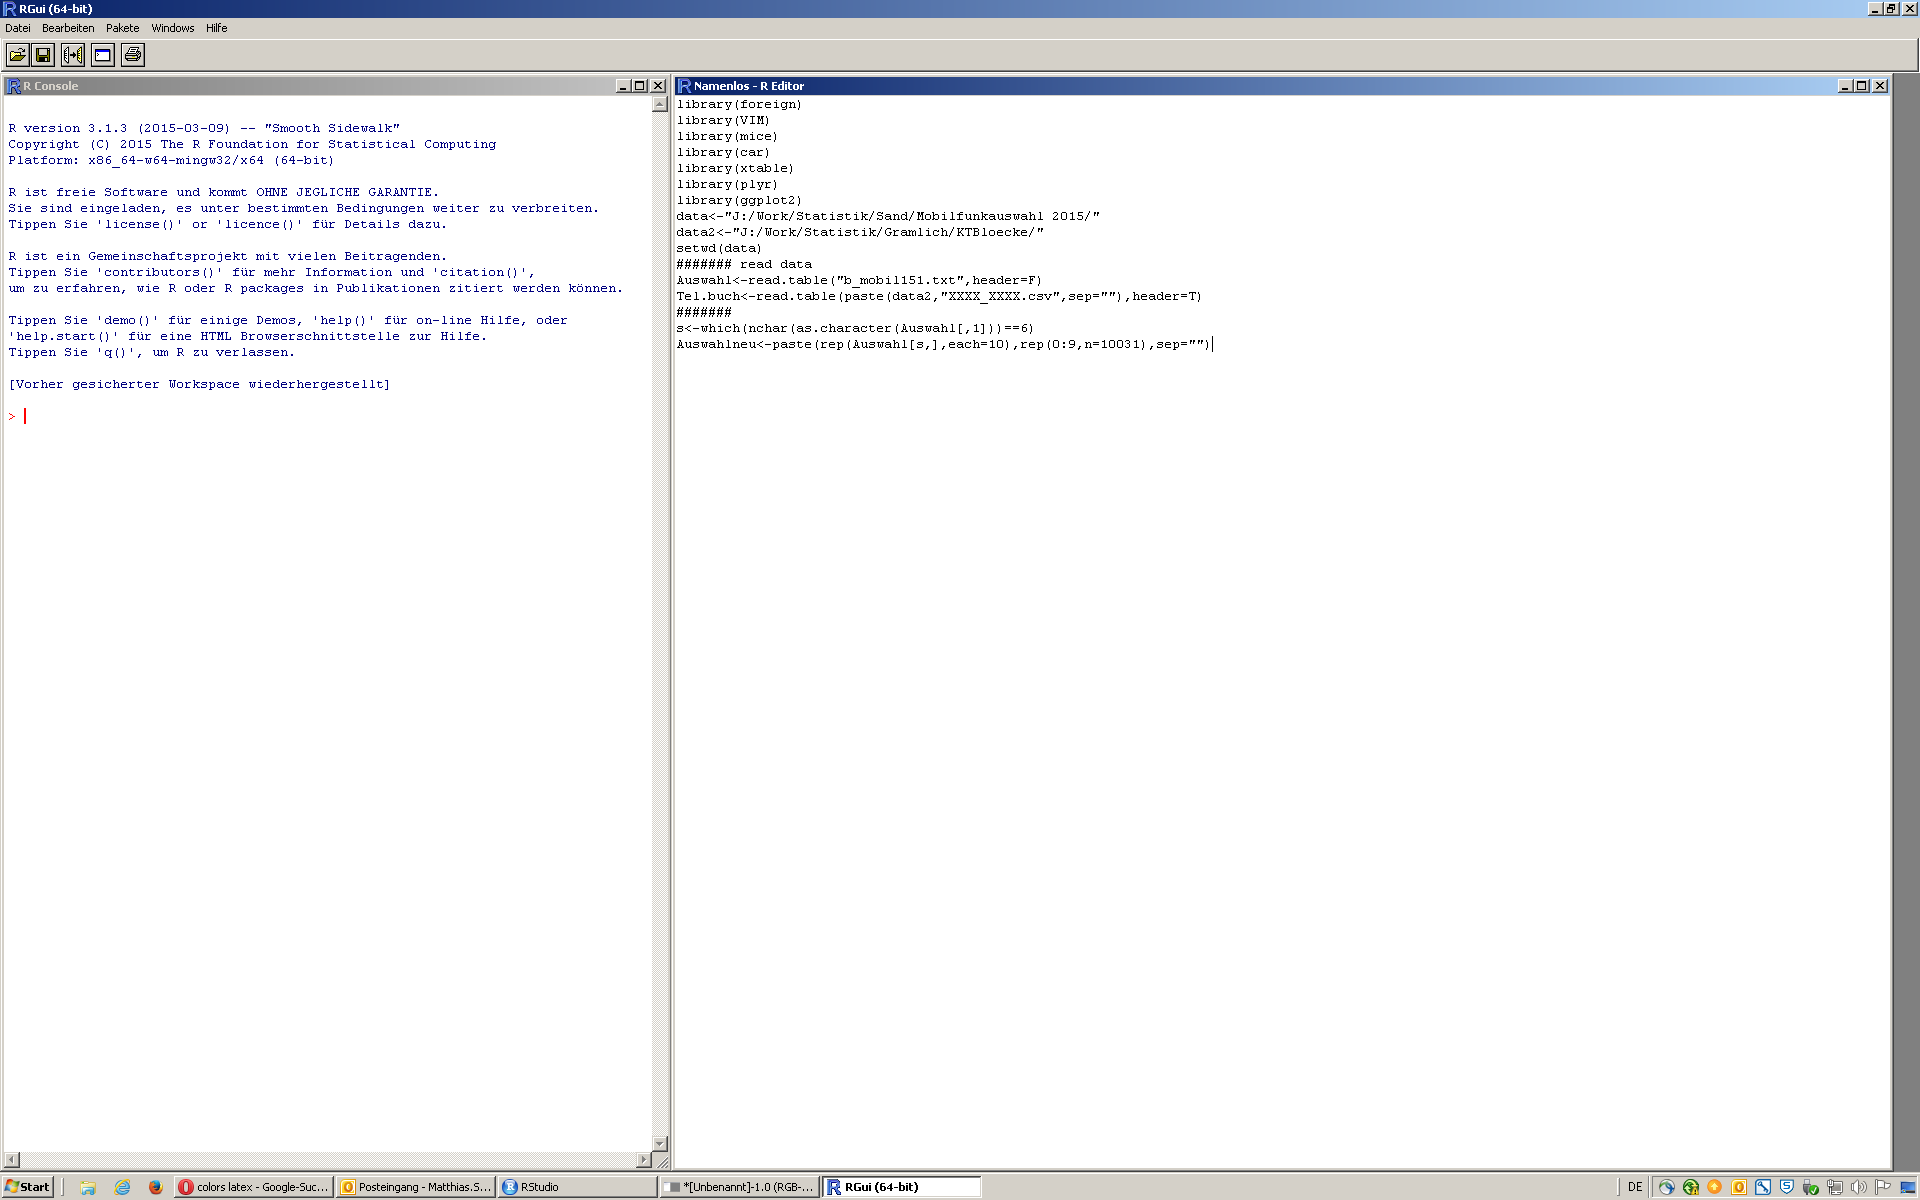 RGui (64-bit)
Datei Bearbeiten Pakete Windows Hilfe
R Console
R version 3.1.3 (2015-03-09) -- "Smooth Sidewalk"
Copyright (C) 2015 The R Foundation for Statistical Computing
Platform: x86_64-w64-mingw32/x64 (64-bit)
R ist freie Software und kommt OHNE JEGLICHE GARANTIE.
Sie sind eingeladen, es unter bestimmten Bedingungen weiter zu verbreiten.
Tippen Sie 'license()' or 'licence()' für Details dazu.
R ist ein Gemeinschaftsprojekt mit vielen Beitragenden.
Tippen Sie 'contributors()' für mehr Information und 'citation()',
um zu erfahren, wie R oder R packages in Publikationen zitiert werden können.
Tippen Sie 'demo()' für einige Demos, 'help()' für on-line Hilfe, oder
'help.start()' für eine HTML Browserschnittstelle zur Hilfe.
Tippen Sie 'q()', um R zu verlassen.
[Vorher gesicherter Workspace wiederhergestellt]
>
Namenlos - R Editor
library(foreign)
library(VIM)
library(mice)
library(car)
library(xtable)
library(plyr)
library(ggplot2)
data<-"J:/Work/Statistik/Sand/Mobilfunkauswahl 2015/"
data2<-"J:/Work/Statistik/Gramlich/KTBloecke/"
setwd(data)
####### read data
Auswahl<-read.table("b_mobil151.txt",header=F)
Tel.buch<-read.table(paste(data2,"XXXX_XXXX.csv",sep=""),header=T)
#######
s<-which(nchar(as.character(Auswahl[,1]))==6)
Auswahlneu<-paste(rep(Auswahl[s,],each=10),rep(0:9,n=10031),sep="")
Start colors latex - Google-Suc... Posteingang - Matthias.S... RStudio *[Unbenannt]-1.0 (RGB-... RGui (64-bit) DE